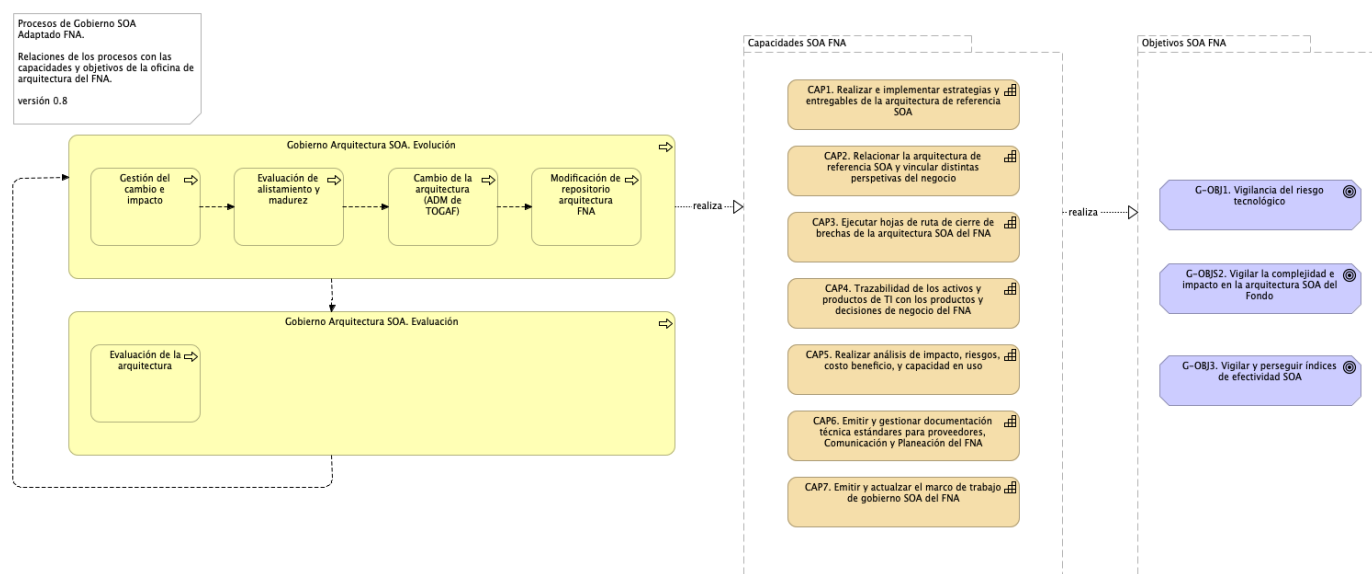 Procesos de Gobierno SOA
Adaptado FNA.
Relaciones de los procesos con las
capacidades y objetivos de la oficina de
arquitectura del FNA.
versión 0.8
Gobierno Arquitectura SOA. Evolución
Gestión del
cambio e
impacto
Evaluación de
alistamiento y
madurez
Cambio de la
arquitectura
(ADM de
TOGAF)
Modificación de
repositorio
arquitectura
FNA
Gobierno Arquitectura SOA. Evaluación
Evaluación de la
arquitectura
realiza
Capacidades SOA FNA
CAP1. Realizar e implementar estrategias y
entregables de la arquitectura de referencia
SOA
CAP2. Relacionar la arquitectura de
referencia SOA y vincular distintas
perspetivas del negocio
CAP3. Ejecutar hojas de ruta de cierre de
brechas de la arquitectura SOA del FNA
CAP4. Trazabilidad de los activos y
productos de TI con los productos y
decisiones de negocio del FNA
CAP5. Realizar análisis de impacto, riesgos,
costo beneficio, y capacidad en uso
CAP6. Emitir y gestionar documentación
técnica estándares para proveedores,
Comunicación y Planeación del FNA
CAP7. Emitir y actualzar el marco de trabajo
de gobierno SOA del FNA
realiza
Objetivos SOA FNA
G-OBJ1. Vigilancia del riesgo
tecnológico
G-OBJS2. Vigilar la complejidad e
impacto en la arquitectura SOA del
Fondo
G-OBJ3. Vigilar y perseguir índices
de efectividad SOA